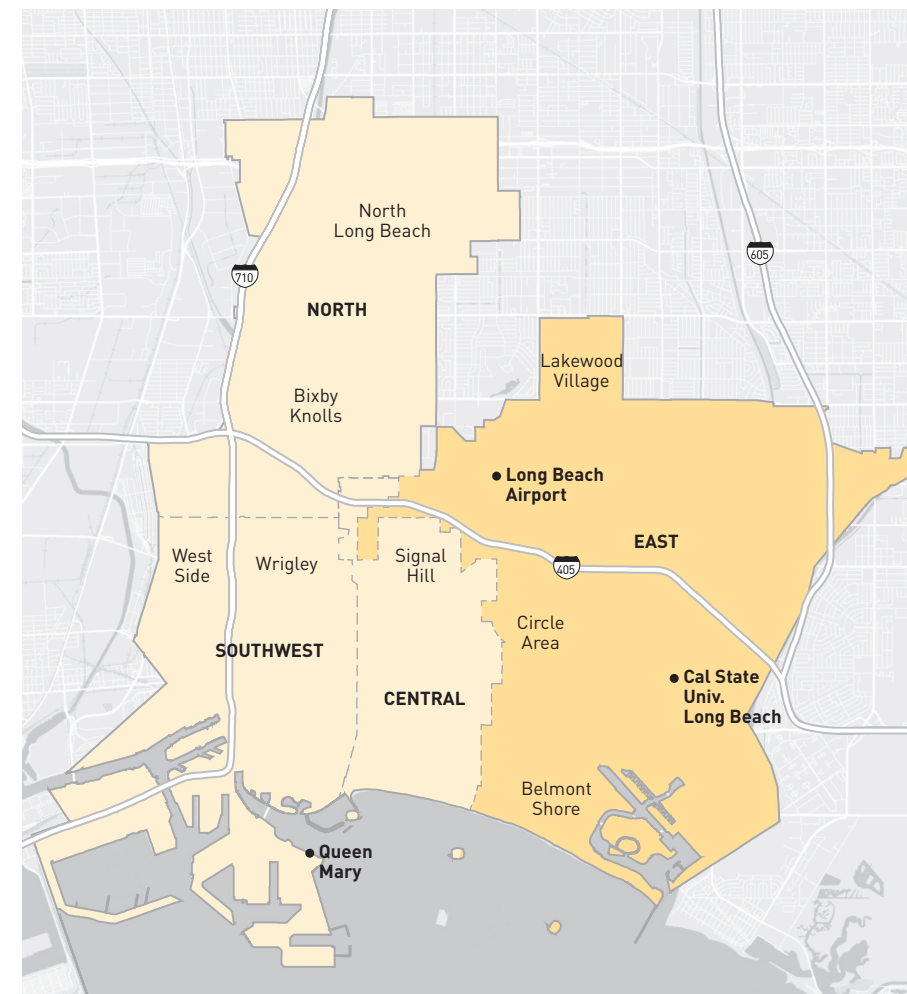 North
Long Beach
605
710
NORTH
Lakewood
Village
Bixby
Knolls
Long Beach
Airport
EAST
West
Side
Wrigley
Signal
Hill
405
Circle
Area
SOUTHWEST
CENTRAL
Cal State
Univ.
Long Beach
Belmont
Shore
Queen
Mary